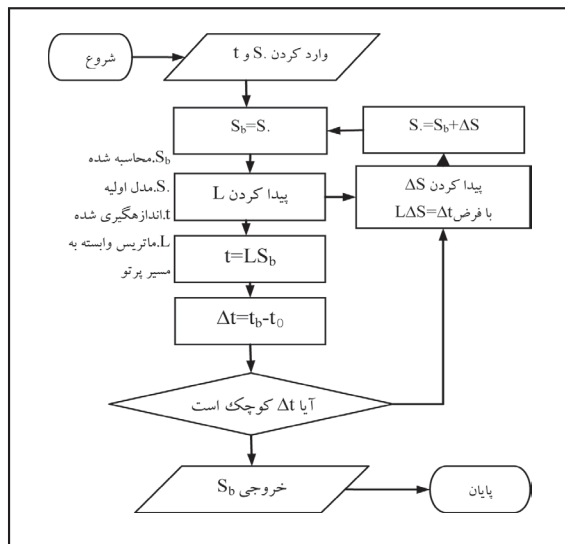 شروع
وارد کردن S. و t
S_b=S.
S.=S_b+ΔS
S_b.محاسبه شده
S.مدل اولیه
t.اندازهگیری شده
L.ماتریس وابسته به
مسیر پرتو
پیدا کردن L
پیدا کردن ΔS
با فرض LΔS=Δt
t=LS_b
Δt=t_b-t_0
آیا Δt کوچک است
خروجی S_b
پایان